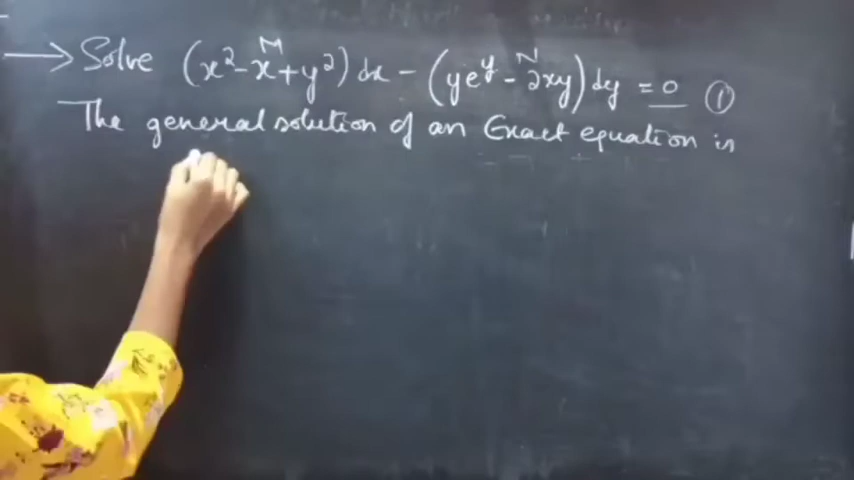 → Solve (x² - x + y²) dx - (ye^y - 2xy) dy = 0 ①
M N
The general solution of an Exact equation is